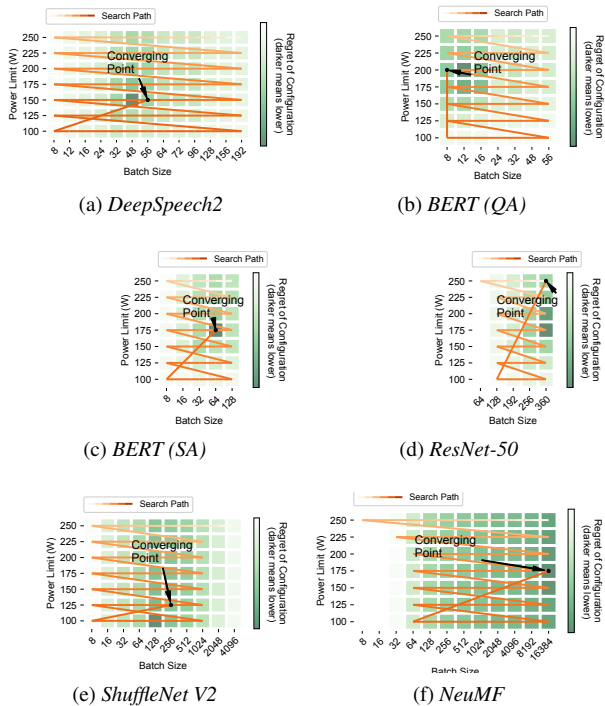 Search Path
Search Path
250
225
200
175
150
125
100
Power Limit (W)
Converging
Point
8 12 16 24 32 48 56 64 72 96 128 156 192
Batch Size
Regret of Configuration
(darker means lower)
250
225
200
175
150
125
100
Power Limit (W)
Converging
Point
8 12 16 24 32 48 56
Batch Size
Regret of Configuration
(darker means lower)
(a) DeepSpeech2
(b) BERT (QA)
Search Path
Search Path
250
225
200
175
150
125
100
Power Limit (W)
Converging
Point
8 16 32 64 128
Batch Size
Regret of Configuration
(darker means lower)
250
225
200
175
150
125
100
Power Limit (W)
Converging
Point
64 128 192 256 360
Batch Size
Regret of Configuration
(darker means lower)
(c) BERT (SA)
(d) ResNet-50
Search Path
Search Path
250
225
200
175
150
125
100
Power Limit (W)
Converging
Point
8 16 32 64 128 256 512 1024 2048 4096
Batch Size
Regret of Configuration
(darker means lower)
250
225
200
175
150
125
100
Power Limit (W)
Converging
Point
8 16 32 64 128 256 512 1024 2048 4096 8192 16384
Batch Size
Regret of Configuration
(darker means lower)
(e) ShuffleNet V2
(f) NeuMF